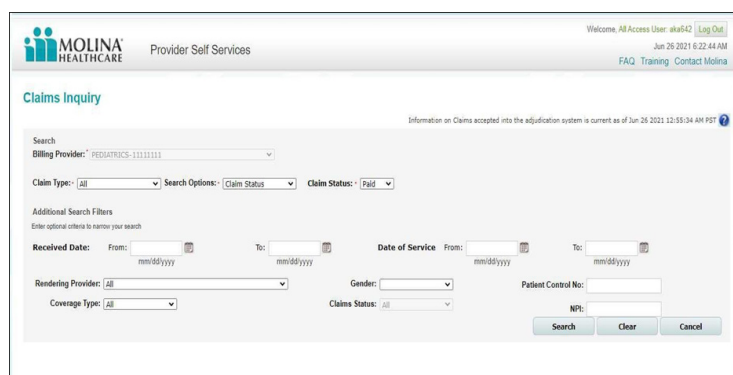 Welcome, All Access User: aka642 Log Out
MOLINA HEALTHCARE
Provider Self Services
Jun 26 2021 6:22:44 AM
FAQ Training Contact Molina
Claims Inquiry
Information on Claims accepted into the adjudication system is current as of Jun 26 2021 12:55:34 AM PST ?
Search
Billing Provider:* PEDIATRICS-11111111
Claim Type:* All Search Options:* Claim Status Claim Status:* Paid
Additional Search Filters
Enter optional criteria to narrow your search
Received Date: From: To: Date of Service From: To:
mm/dd/yyyy mm/dd/yyyy mm/dd/yyyy mm/dd/yyyy
Rendering Provider: All Gender: Patient Control No:
Coverage Type: All Claims Status: All NPI:
Search Clear Cancel